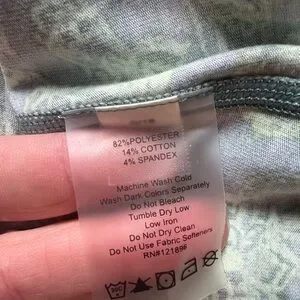 82%POLYESTER
14% COTTON
4% SPANDEX
Machine Wash Cold
Wash Dark Colors Separately
Do Not Bleach
Tumble Dry Low
Low Iron
Do Not Dry Clean
Do Not Use Fabric Softeners